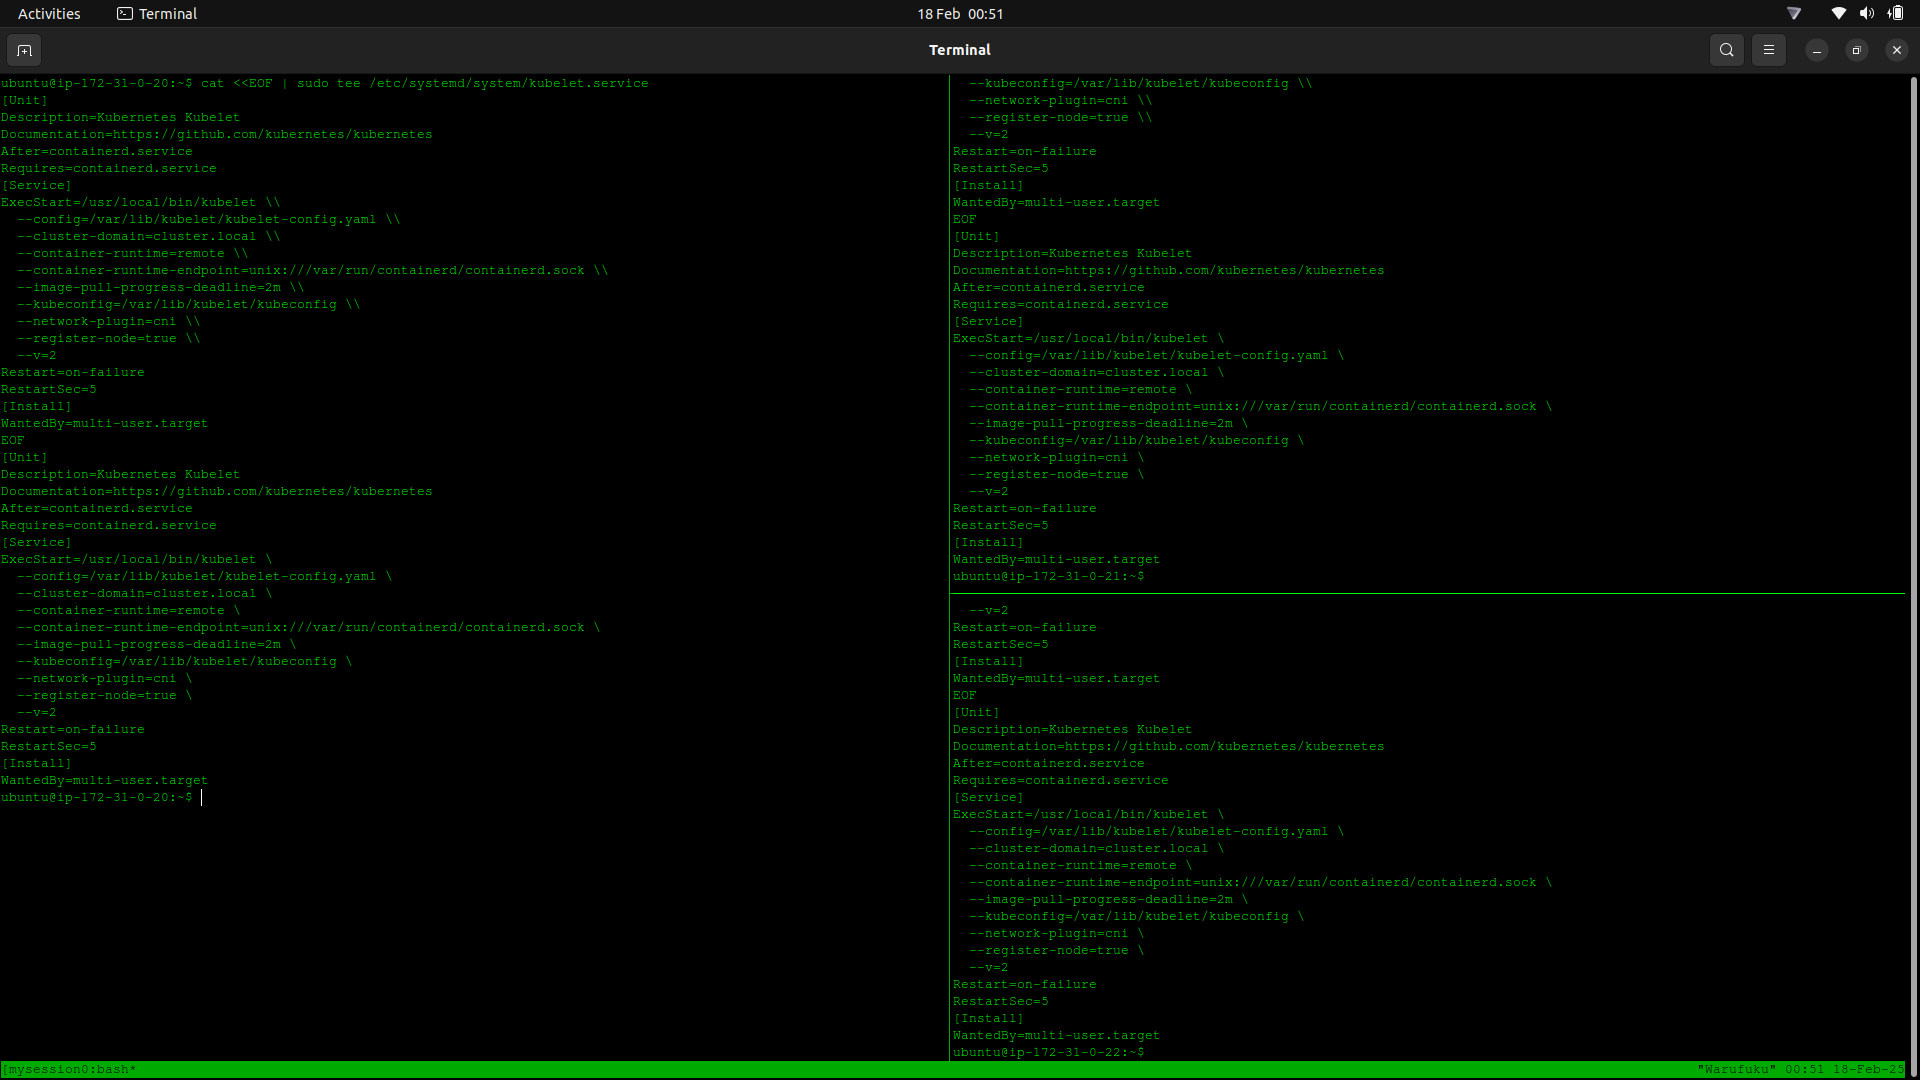 Activities
Terminal
18 Feb 00:51
Terminal
ubuntu@ip-172-31-0-20:~$ cat <<EOF | sudo tee /etc/systemd/system/kubelet.service
[Unit]
Description=Kubernetes Kubelet
Documentation=https://github.com/kubernetes/kubernetes
After=containerd.service
Requires=containerd.service
[Service]
ExecStart=/usr/local/bin/kubelet \\
  --config=/var/lib/kubelet/kubelet-config.yaml \\
  --cluster-domain=cluster.local \\
  --container-runtime=remote \\
  --container-runtime-endpoint=unix:///var/run/containerd/containerd.sock \\
  --image-pull-progress-deadline=2m \\
  --kubeconfig=/var/lib/kubelet/kubeconfig \\
  --network-plugin=cni \\
  --register-node=true \\
  --v=2
Restart=on-failure
RestartSec=5
[Install]
WantedBy=multi-user.target
EOF
[Unit]
Description=Kubernetes Kubelet
Documentation=https://github.com/kubernetes/kubernetes
After=containerd.service
Requires=containerd.service
[Service]
ExecStart=/usr/local/bin/kubelet \
  --config=/var/lib/kubelet/kubelet-config.yaml \
  --cluster-domain=cluster.local \
  --container-runtime=remote \
  --container-runtime-endpoint=unix:///var/run/containerd/containerd.sock \
  --image-pull-progress-deadline=2m \
  --kubeconfig=/var/lib/kubelet/kubeconfig \
  --network-plugin=cni \
  --register-node=true \
  --v=2
Restart=on-failure
RestartSec=5
[Install]
WantedBy=multi-user.target
ubuntu@ip-172-31-0-20:~$
  --kubeconfig=/var/lib/kubelet/kubeconfig \\
  --network-plugin=cni \\
  --register-node=true \\
  --v=2
Restart=on-failure
RestartSec=5
[Install]
WantedBy=multi-user.target
EOF
[Unit]
Description=Kubernetes Kubelet
Documentation=https://github.com/kubernetes/kubernetes
After=containerd.service
Requires=containerd.service
[Service]
ExecStart=/usr/local/bin/kubelet \
  --config=/var/lib/kubelet/kubelet-config.yaml \
  --cluster-domain=cluster.local \
  --container-runtime=remote \
  --container-runtime-endpoint=unix:///var/run/containerd/containerd.sock \
  --image-pull-progress-deadline=2m \
  --kubeconfig=/var/lib/kubelet/kubeconfig \
  --network-plugin=cni \
  --register-node=true \
  --v=2
Restart=on-failure
RestartSec=5
[Install]
WantedBy=multi-user.target
ubuntu@ip-172-31-0-21:~$
  --v=2
Restart=on-failure
RestartSec=5
[Install]
WantedBy=multi-user.target
EOF
[Unit]
Description=Kubernetes Kubelet
Documentation=https://github.com/kubernetes/kubernetes
After=containerd.service
Requires=containerd.service
[Service]
ExecStart=/usr/local/bin/kubelet \
  --config=/var/lib/kubelet/kubelet-config.yaml \
  --cluster-domain=cluster.local \
  --container-runtime=remote \
  --container-runtime-endpoint=unix:///var/run/containerd/containerd.sock \
  --image-pull-progress-deadline=2m \
  --kubeconfig=/var/lib/kubelet/kubeconfig \
  --network-plugin=cni \
  --register-node=true \
  --v=2
Restart=on-failure
RestartSec=5
[Install]
WantedBy=multi-user.target
ubuntu@ip-172-31-0-22:~$
[mysession0:bash*
"Warufuku" 00:51 18-Feb-25